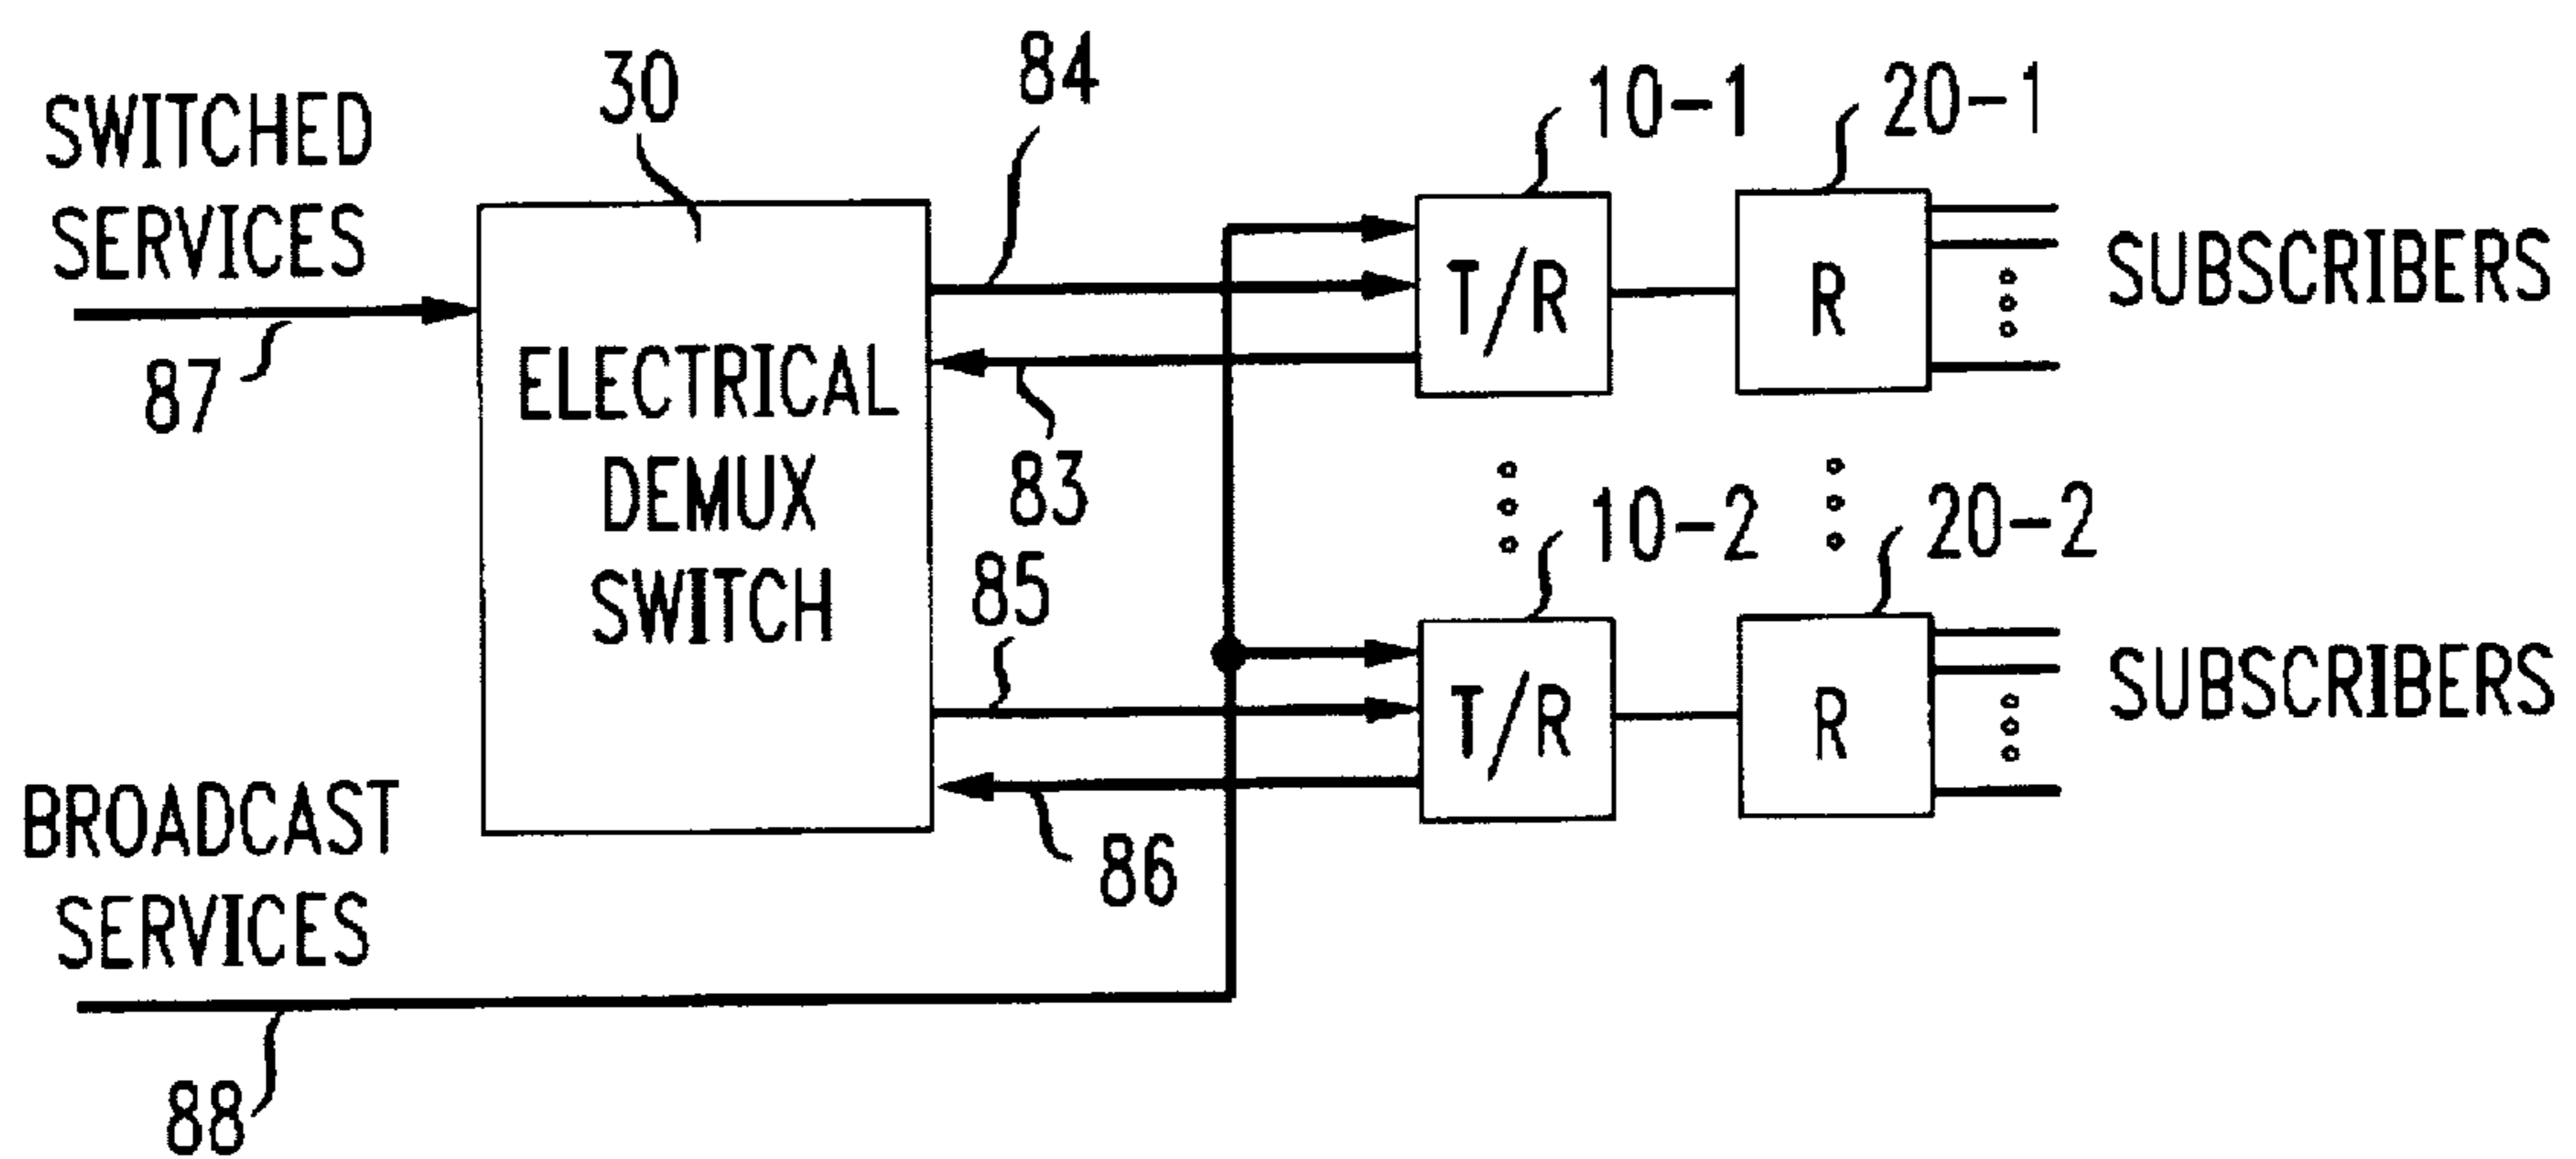 SWITCHED
SERVICES
87
30
ELECTRICAL
DEMUX
SWITCH
84
83
85
86
10-1
T/R
20-1
R
SUBSCRIBERS
10-2
T/R
20-2
R
SUBSCRIBERS
BROADCAST
SERVICES
88